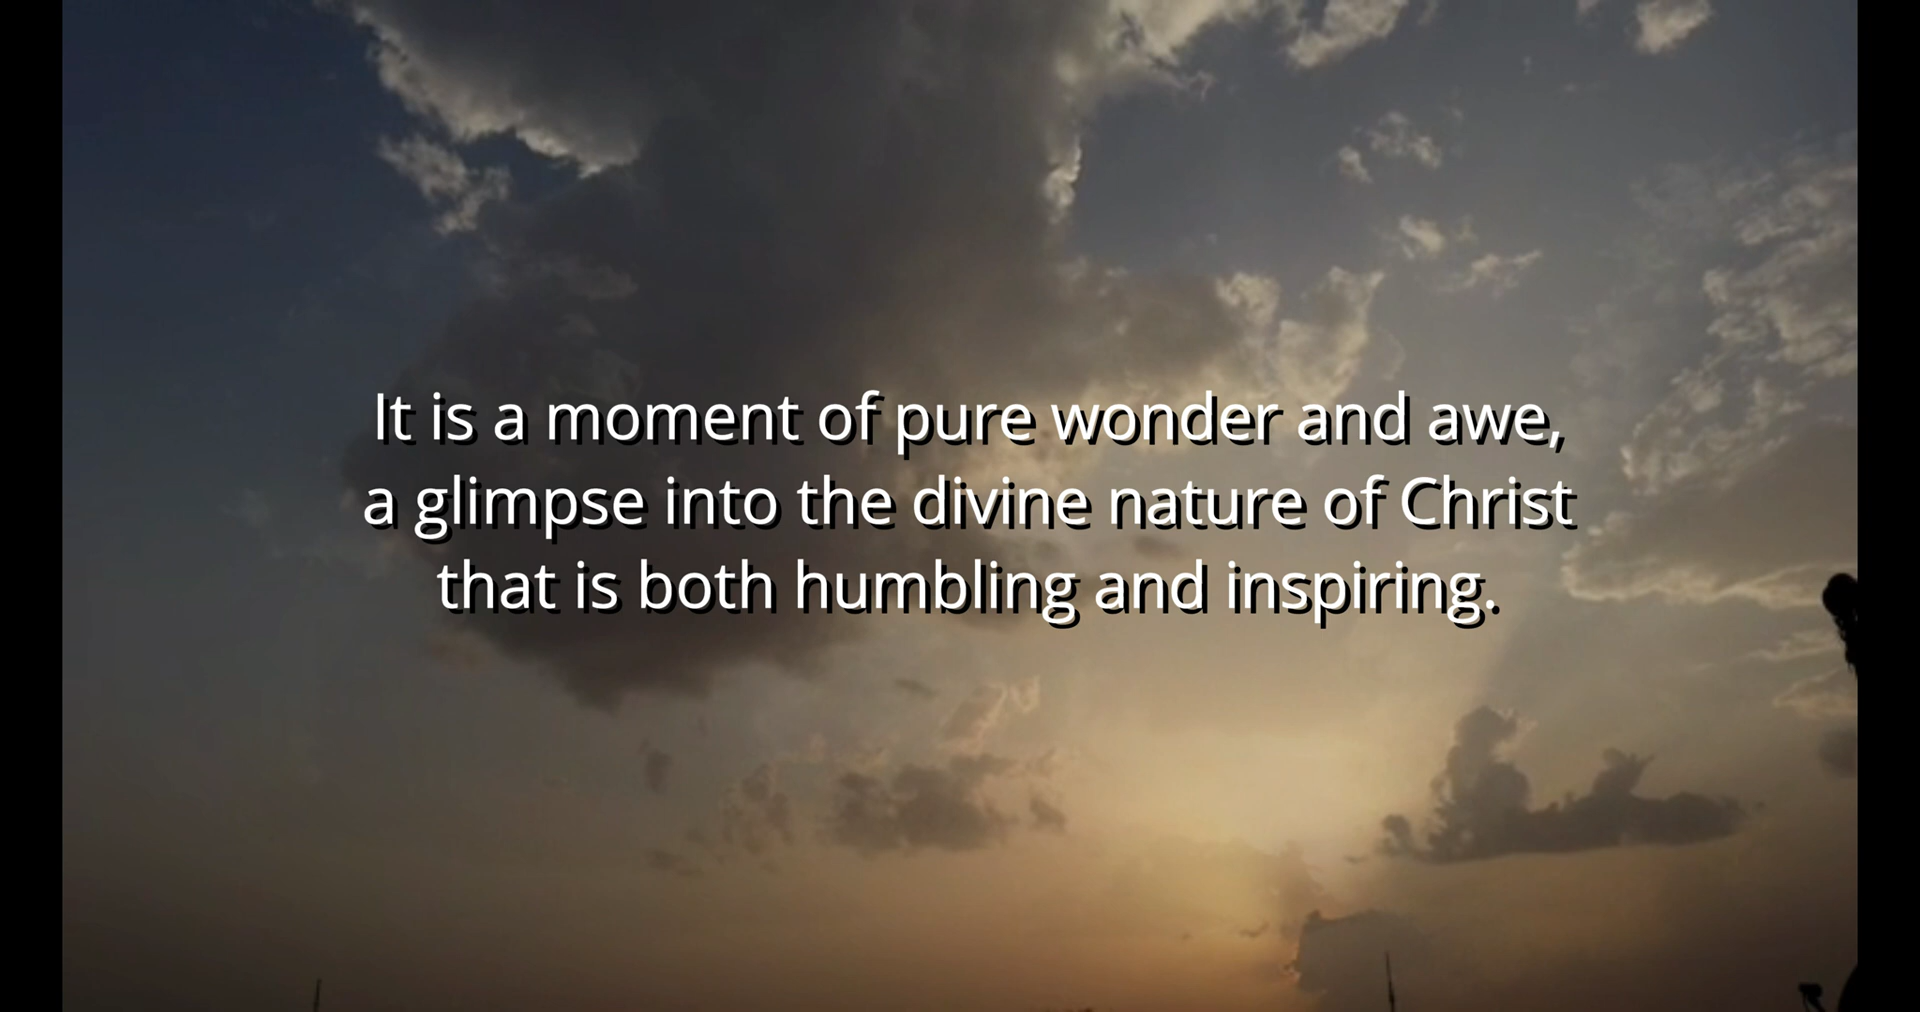 It is a moment of pure wonder and awe,
a glimpse into the divine nature of Christ
that is both humbling and inspiring.